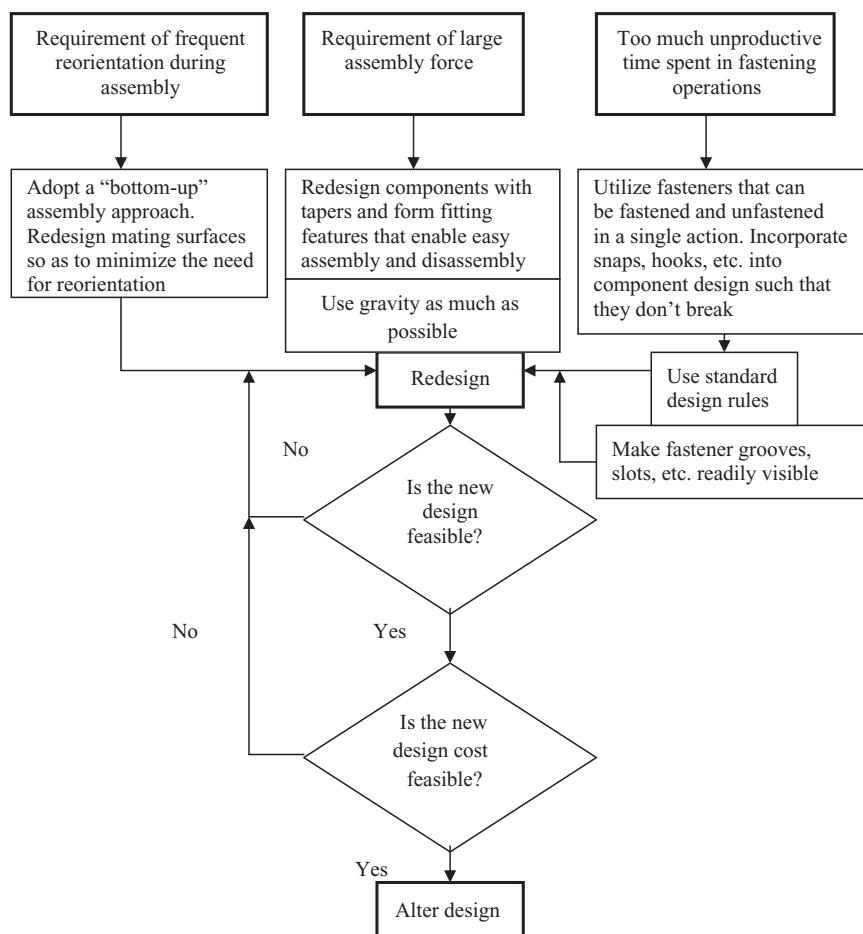 Requirement of frequent
reorientation during
assembly
Requirement of large
assembly force
Too much unproductive
time spent in fastening
operations
Adopt a “bottom-up”
assembly approach.
Redesign mating surfaces
so as to minimize the need
for reorientation
Redesign components with
tapers and form fitting
features that enable easy
assembly and disassembly
Use gravity as much as
possible
Utilize fasteners that can
be fastened and unfastened
in a single action. Incorporate
snaps, hooks, etc. into
component design such that
they don’t break
Redesign
Use standard
design rules
Make fastener grooves,
slots, etc. readily visible
No
Is the new
design
feasible?
No
Yes
Is the new
design cost
feasible?
Yes
Alter design